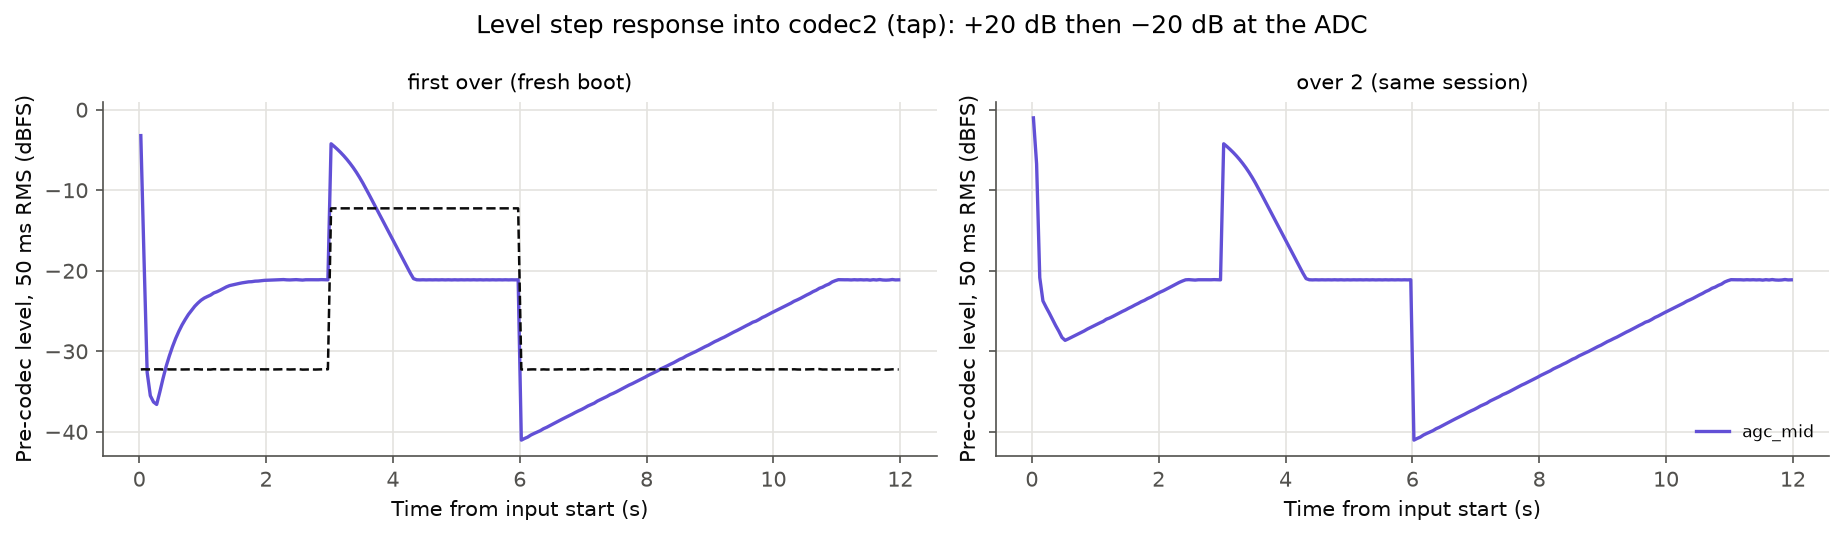 Level step response into codec2 (tap): +20 dB then −20 dB at the ADC
first over (fresh boot)
Pre-codec level, 50 ms RMS (dBFS)
0
−10
−20
−30
−40
0 2 4 6 8 10 12
Time from input start (s)
over 2 (same session)
Pre-codec level, 50 ms RMS (dBFS)
agc_mid
0 2 4 6 8 10 12
Time from input start (s)